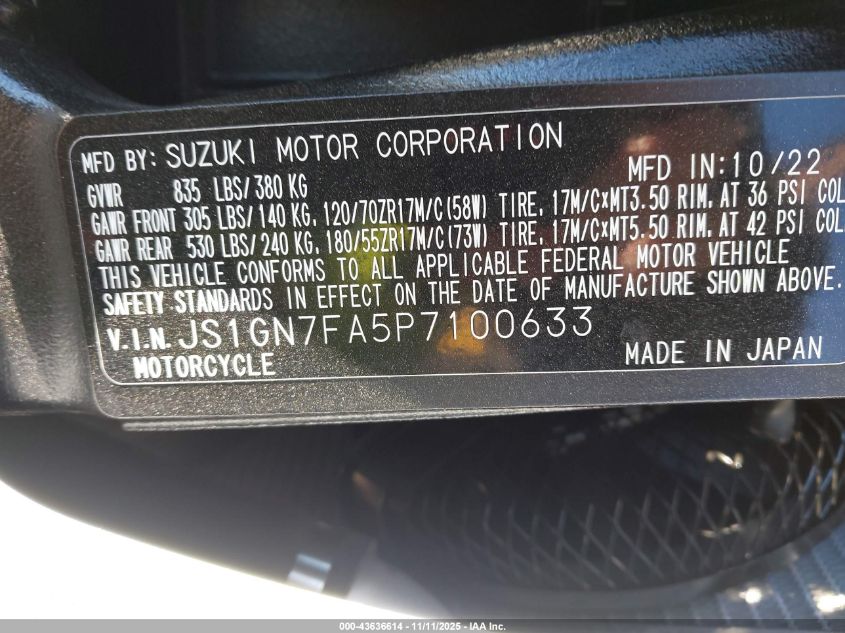 MFD BY: SUZUKI MOTOR CORPORATION
MFD IN: 10/22
GVWR 835 LBS/ 380 KG
GAWR FRONT 305 LBS/ 140 KG, 120/70ZR17M/C(58W) TIRE, 17M/C×MT3.50 RIM, AT 36 PSI COL
GAWR REAR 530 LBS/ 240 KG, 180/55ZR17M/C(73W) TIRE, 17M/C×MT5.50 RIM, AT 42 PSI COL
THIS VEHICLE CONFORMS TO ALL APPLICABLE FEDERAL MOTOR VEHICLE
SAFETY STANDARDS IN EFFECT ON THE DATE OF MANUFACTURE SHOWN ABOVE.
V.I.N. JS1GN7FA5P7100633
MOTORCYCLE
MADE IN JAPAN
000-43636614 - 11/11/2025 - IAA Inc.